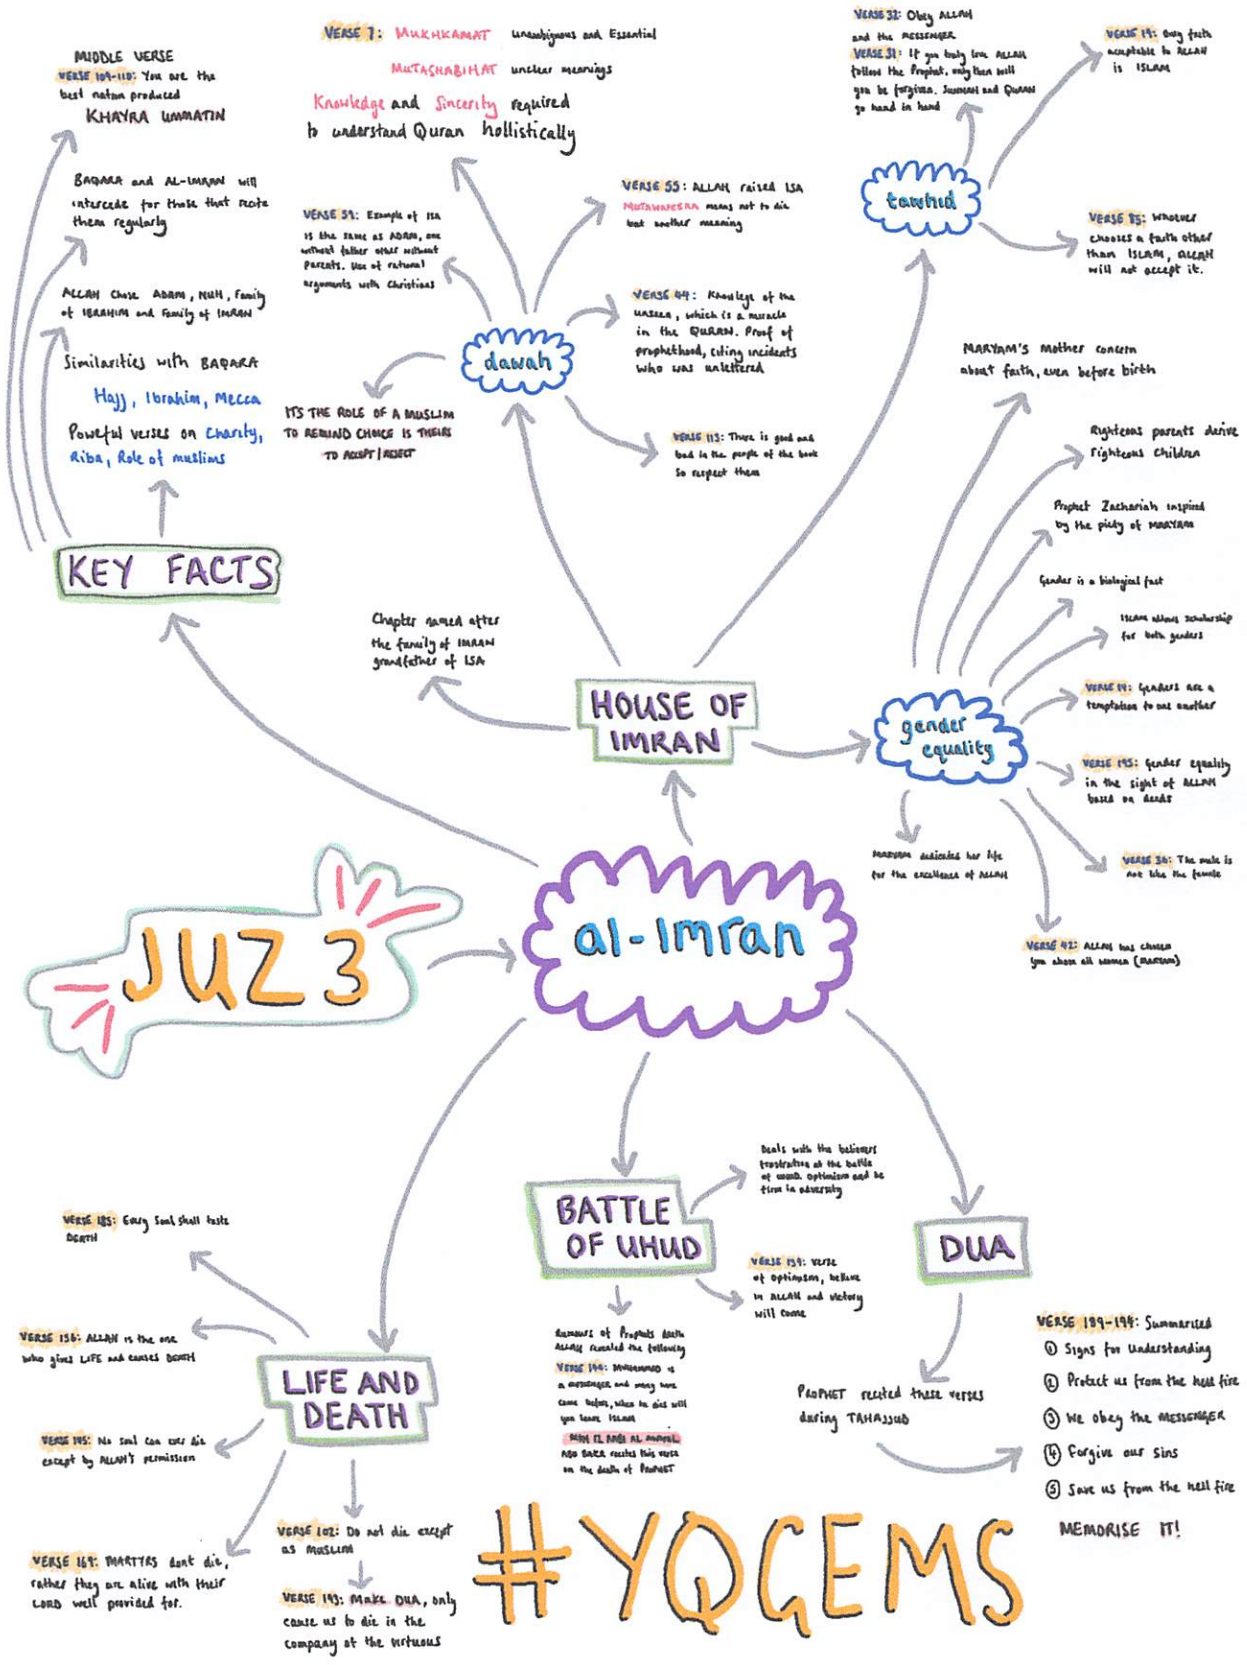 MIDDLE VERSE
VERSE 109-110: You are the
best nation produced
KHAYRA UMMATIN
BAQARA and AL-IMRAN will
intercede for those that recite
them regularly
ALLAH chose ADAM, NUH, Family
of IBRAHIM and Family of IMRAN
Similarities with BAQARA
Hajj, Ibrahim, Mecca
Powerful verses on Charity,
Riba, Role of muslims
KEY FACTS
VERSE 7: MUKHKAMAT unambiguous and Essential
MUTASHABIHAT unclear meanings
Knowledge and Sincerity required
to understand Quran hollistically
VERSE 59: Example of ISA
is the same as ADAM, one
without father other without
parents. Use of rational
arguments with Christians
VERSE 55: ALLAH raised ISA
means not to die
but another meaning
VERSE 44: Knowlege of the
unseen, which is a miracle
in the QURAN. Proof of
prophethood, citing incidents
who was unlettered
dawah
ITS THE ROLE OF A MUSLIM
TO REMIND CHOICE IS THEIRS
TO ACCEPT/REJECT
VERSE 113: There is good and
bad in the people of the book
so respect them
VERSE 32: Obey ALLAH
and the MESSENGER
VERSE 31: If you truly love ALLAH
follow the Prophet, only then will
you be forgiven. SUNNAH and QURAN
go hand in hand
VERSE 19: Only faith
acceptable to ALLAH
is ISLAM
tawhid
VERSE 85: Whoever
chooses a faith other
than ISLAM, ALLAH
will not accept it.
Chapter named after
the family of IMRAN
grandfather of ISA
HOUSE OF
IMRAN
MARYAM'S Mother concern
about faith, even before birth
Righteous parents derive
righteous children
Prophet Zachariah inspired
by the piety of MARYAM
Gender is a biological fact
ISLAM allows scholarship
for both genders
gender
equality
VERSE 14: Genders are a
temptation to one another
VERSE 195: Gender equality
in the sight of ALLAH
based on deeds
VERSE 36: The male is
not like the female
MARYAM dedicates her life
for the excellence of ALLAH
VERSE 42: ALLAH has chosen
you above all women (MARYAM)
JUZ 3
al-Imran
VERSE 185: Every Soul shall taste
DEATH
VERSE 156: ALLAH is the one
who gives LIFE and causes DEATH
LIFE AND
DEATH
VERSE 145: No soul can ever die
except by ALLAH'S permission
VERSE 169: MARTYRS dont die,
rather they are alive with their
LORD well provided for.
VERSE 102: Do not die except
as MUSLIM
VERSE 193: Make DUA, only
cause us to die in the
company of the virtuous
BATTLE
OF UHUD
Deals with the believers
frustration at the battle
of UHUD. Optimism and be
firm in adversity
VERSE 139: Verse
of optimism, believe
in ALLAH and victory
will come
Rumours of Prophets death
ALLAH revealed the following
VERSE 144: MUHAMMAD is
a messenger and many have
come before, when he dies will
you leave ISLAM
12 RABI AL AWWAL
ABU BAKR recites this verse
on the death of PROPHET
DUA
PROPHET recited these verses
during TAHAJJUD
VERSE 189-194: Summarised
① Signs for understanding
② Protect us from the hell fire
③ We obey the MESSENGER
④ Forgive our sins
⑤ Save us from the hell fire
MEMORISE IT!
#YQGEMS